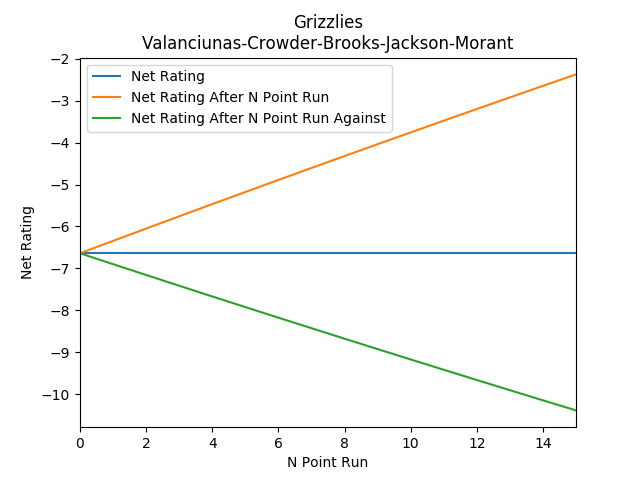 Grizzlies
Valanciunas-Crowder-Brooks-Jackson-Morant
Net Rating
Net Rating After N Point Run
Net Rating After N Point Run Against
−2
−3
−4
−5
−6
−7
−8
−9
−10
Net Rating
0 2 4 6 8 10 12 14
N Point Run